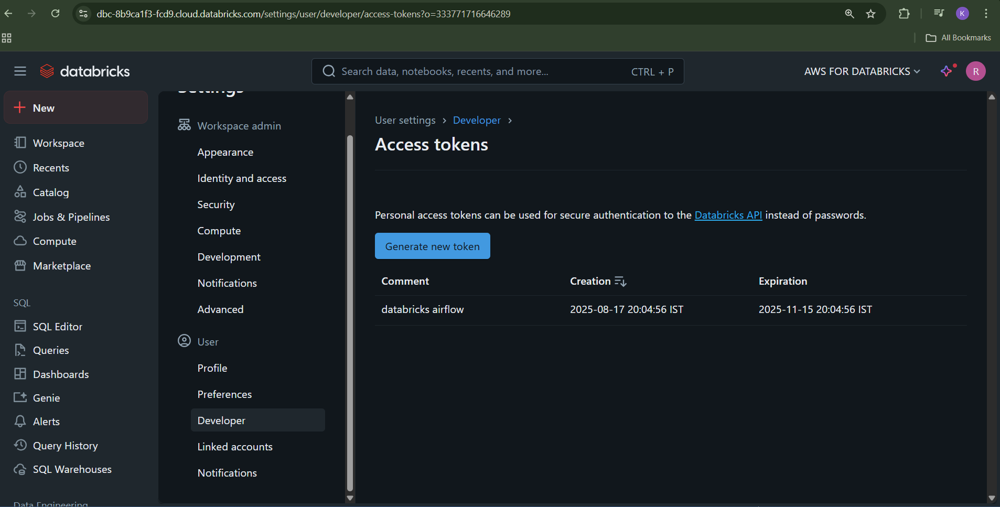 dbc-8b9ca1f3-fcd9.cloud.databricks.com/settings/user/developer/access-tokens?o=333771716646289
K
All Bookmarks
databricks
Search data, notebooks, recents, and more...
CTRL + P
AWS FOR DATABRICKS
R
New
Workspace
Recents
Catalog
Jobs & Pipelines
Compute
Marketplace
SQL
SQL Editor
Queries
Dashboards
Genie
Alerts
Query History
SQL Warehouses
Data Engineering
Settings
Workspace admin
Appearance
Identity and access
Security
Compute
Development
Notifications
Advanced
User
Profile
Preferences
Developer
Linked accounts
Notifications
User settings > Developer >
Access tokens
Personal access tokens can be used for secure authentication to the Databricks API instead of passwords.
Generate new token
Comment Creation Expiration
databricks airflow 2025-08-17 20:04:56 IST 2025-11-15 20:04:56 IST